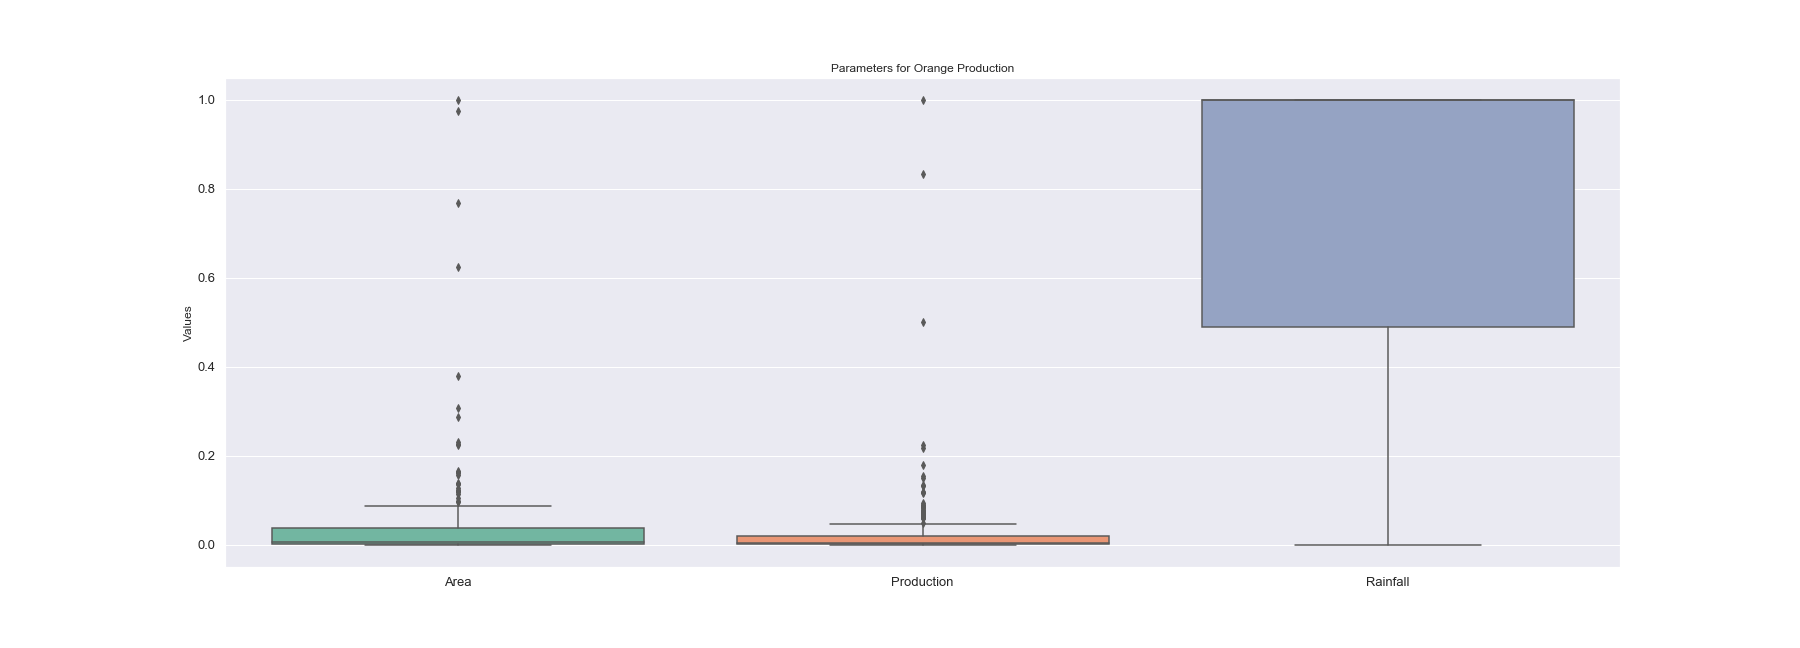 Parameters for Orange Production
1.0
0.8
0.6
0.4
0.2
0.0
Values
Area
Production
Rainfall